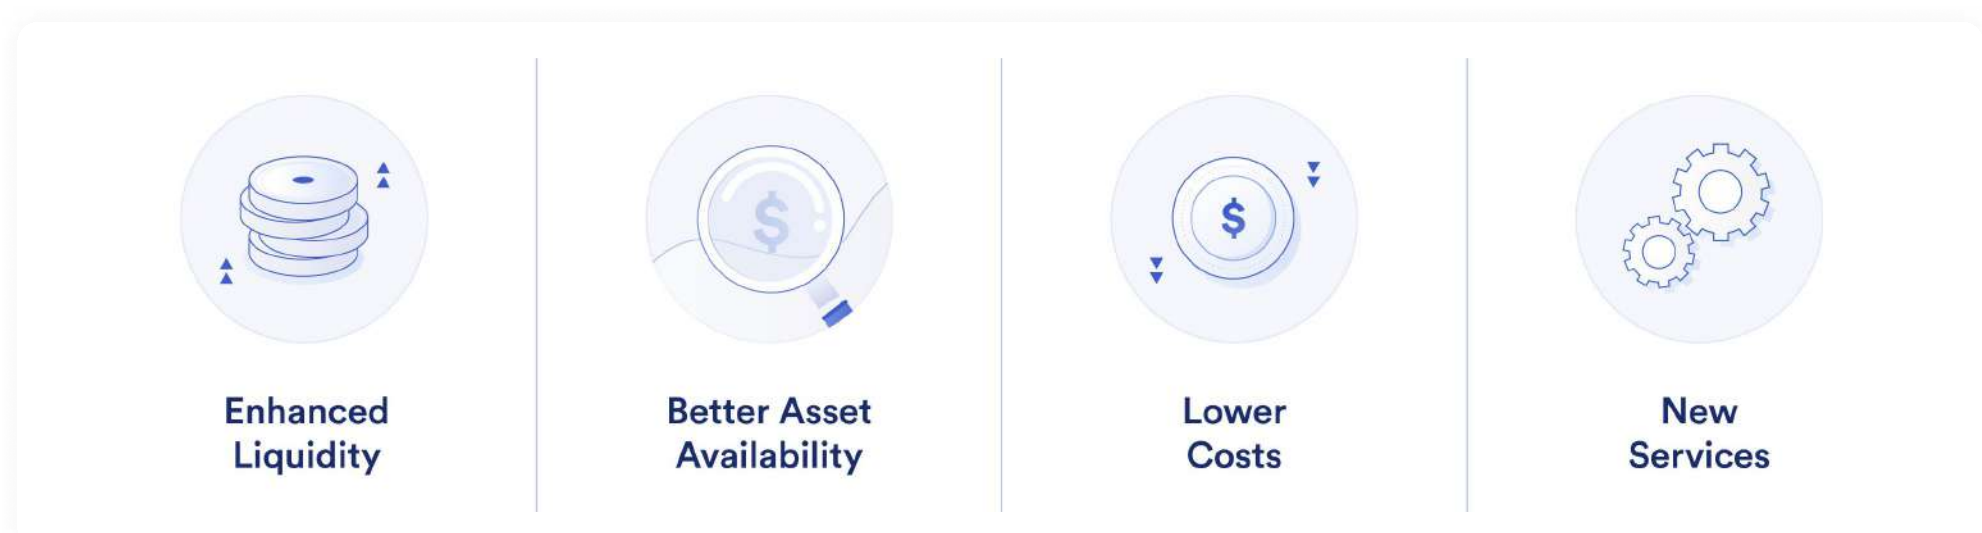 $
$
Enhanced
Liquidity
Better Asset
Availability
Lower
Costs
New
Services